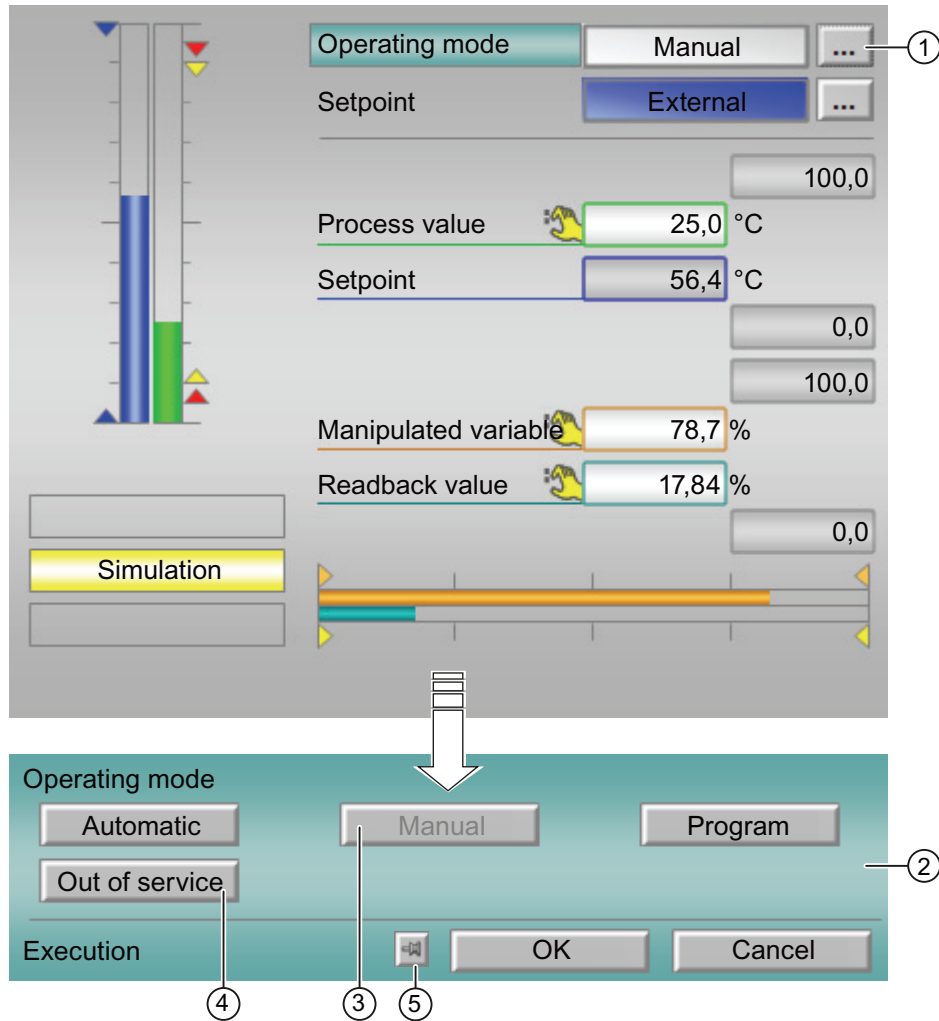 Operating mode Manual ... 1
Setpoint External ...
100,0
Process value 25,0 °C
Setpoint 56,4 °C
0,0
100,0
Manipulated variable 78,7 %
Readback value 17,84 %
0,0
Simulation
Operating mode
Automatic Manual Program
2
Out of service
Execution OK Cancel
4 3 5